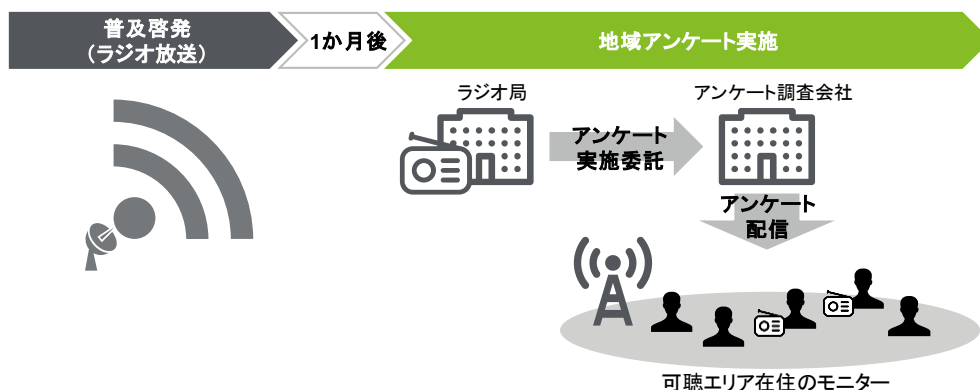 普及啓発
(ラジオ放送)
1か月後
地域アンケート実施
ラジオ局
アンケート調査会社
アンケート
実施委託
アンケート
配信
可聴エリア在住のモニター